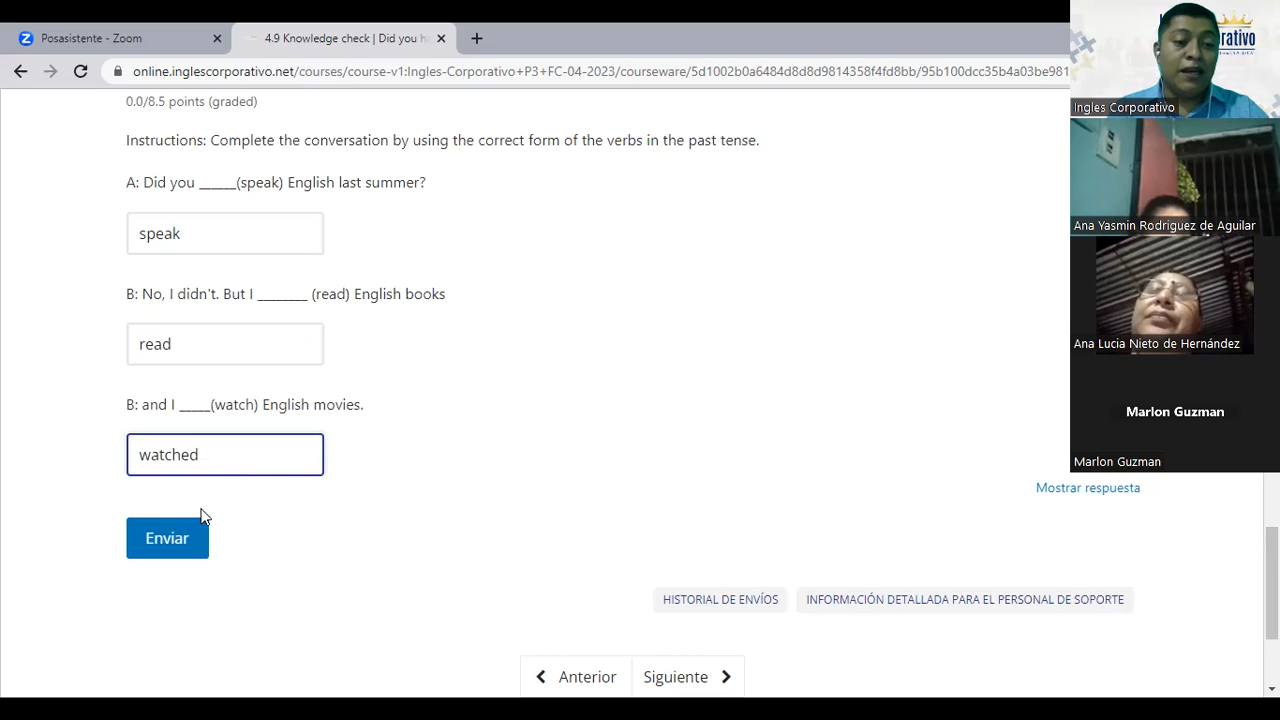 Posasistente - Zoom
4.9 Knowledge check | Did you ha
online.inglescorporativo.net/courses/course-v1:Ingles-Corporativo+P3+FC-04-2023/courseware/5d1002b0a6484d8d8d9814358f4fd8bb/95b100dcc35b4a03be981
0.0/8.5 points (graded)
Instructions: Complete the conversation by using the correct form of the verbs in the past tense.
A: Did you ______(speak) English last summer?
speak
B: No, I didn't. But I ________ (read) English books
read
B: and I _____(watch) English movies.
watched
Mostrar respuesta
Enviar
HISTORIAL DE ENVÍOS
INFORMACIÓN DETALLADA PARA EL PERSONAL DE SOPORTE
Anterior
Siguiente
Ingles Corporativo
Ana Yasmin Rodriguez de Aguilar
Ana Lucia Nieto de Hernández
Marlon Guzman
Marlon Guzman